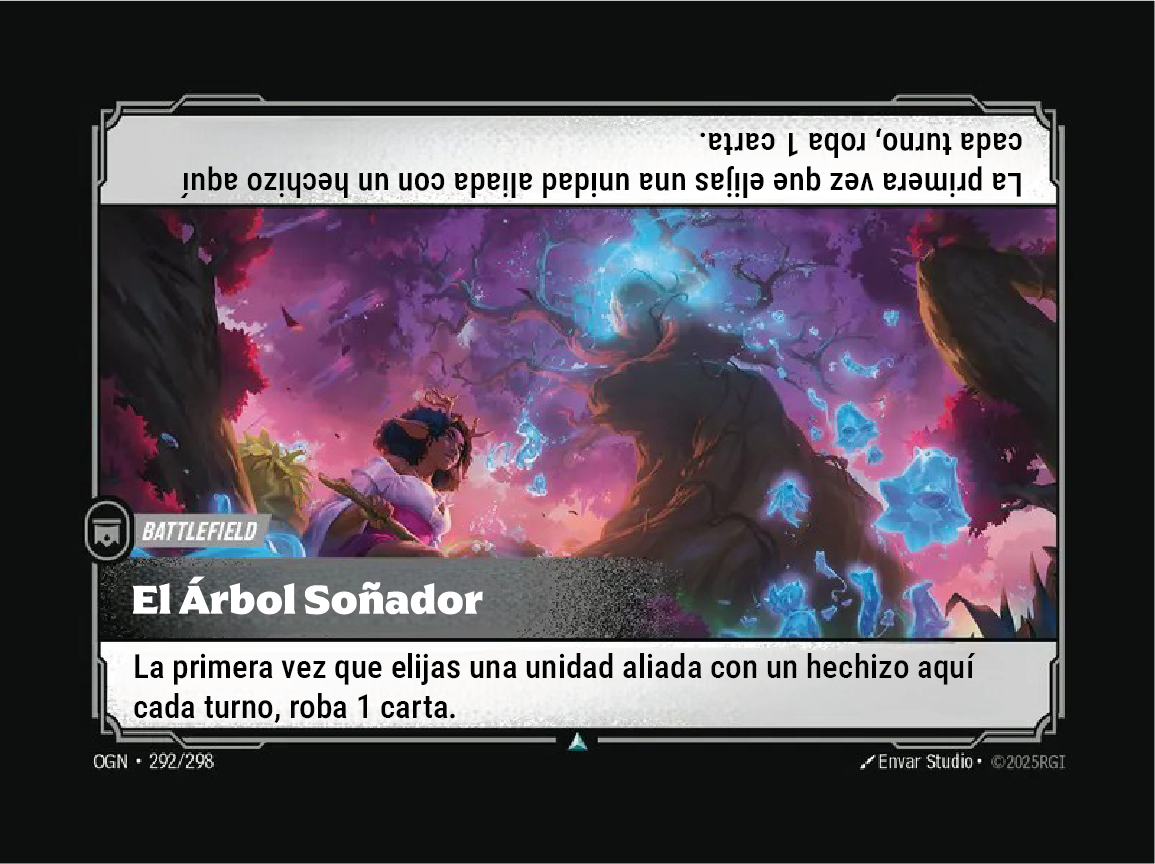 La primera vez que elijas una unidad aliada con un hechizo aquí
cada turno, roba 1 carta.
BATTLEFIELD
El Árbol Soñador
La primera vez que elijas una unidad aliada con un hechizo aquí
cada turno, roba 1 carta.
OGN • 292/298
Envar Studio • ©2025RGI